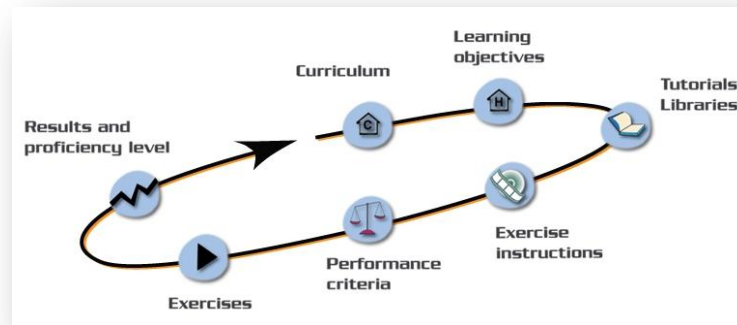 Learning
objectives
Curriculum
Tutorials
Libraries
Results and
proficiency level
C
H
Exercise
instructions
Performance
criteria
Exercises